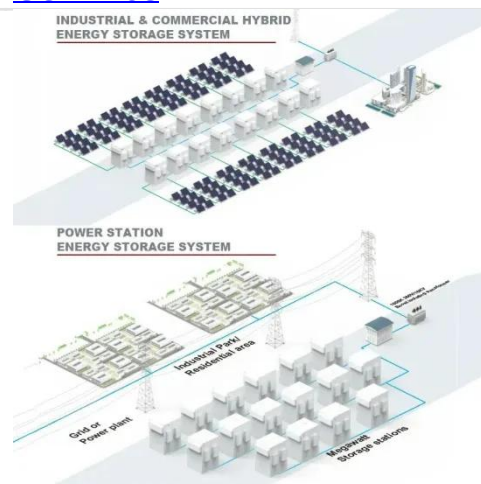 INDUSTRIAL & COMMERCIAL HYBRID
ENERGY STORAGE SYSTEM
POWER STATION
ENERGY STORAGE SYSTEM
Industrial Park/
Residential area
Grid or
Power plant
Megawatt
Storage stations